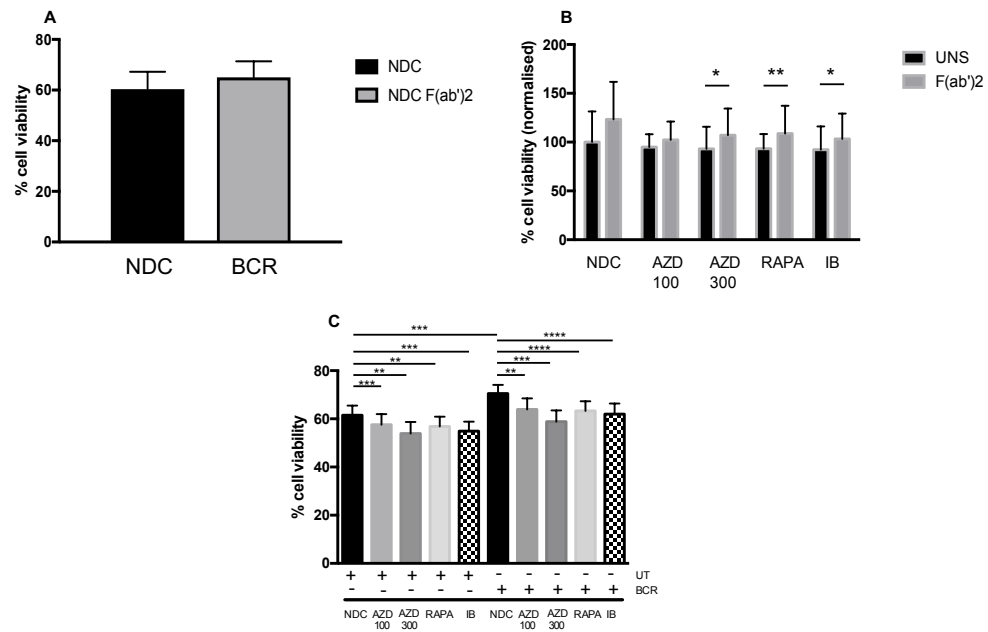 A
80
60
40
20
0
% cell viability
NDC BCR
NDC
NDC F(ab')2
B
200
150
100
50
0
% cell viability (normalised)
* ** *
NDC AZD AZD RAPA IB
100 300
UNS
F(ab')2
C
***
****
***
****
**
***
**
**
***
80
60
40
20
0
% cell viability
+ + + + + - - - - - UT
- - - - - + + + + + BCR
NDC AZD AZD RAPA IB NDC AZD AZD RAPA IB
100 300 100 300